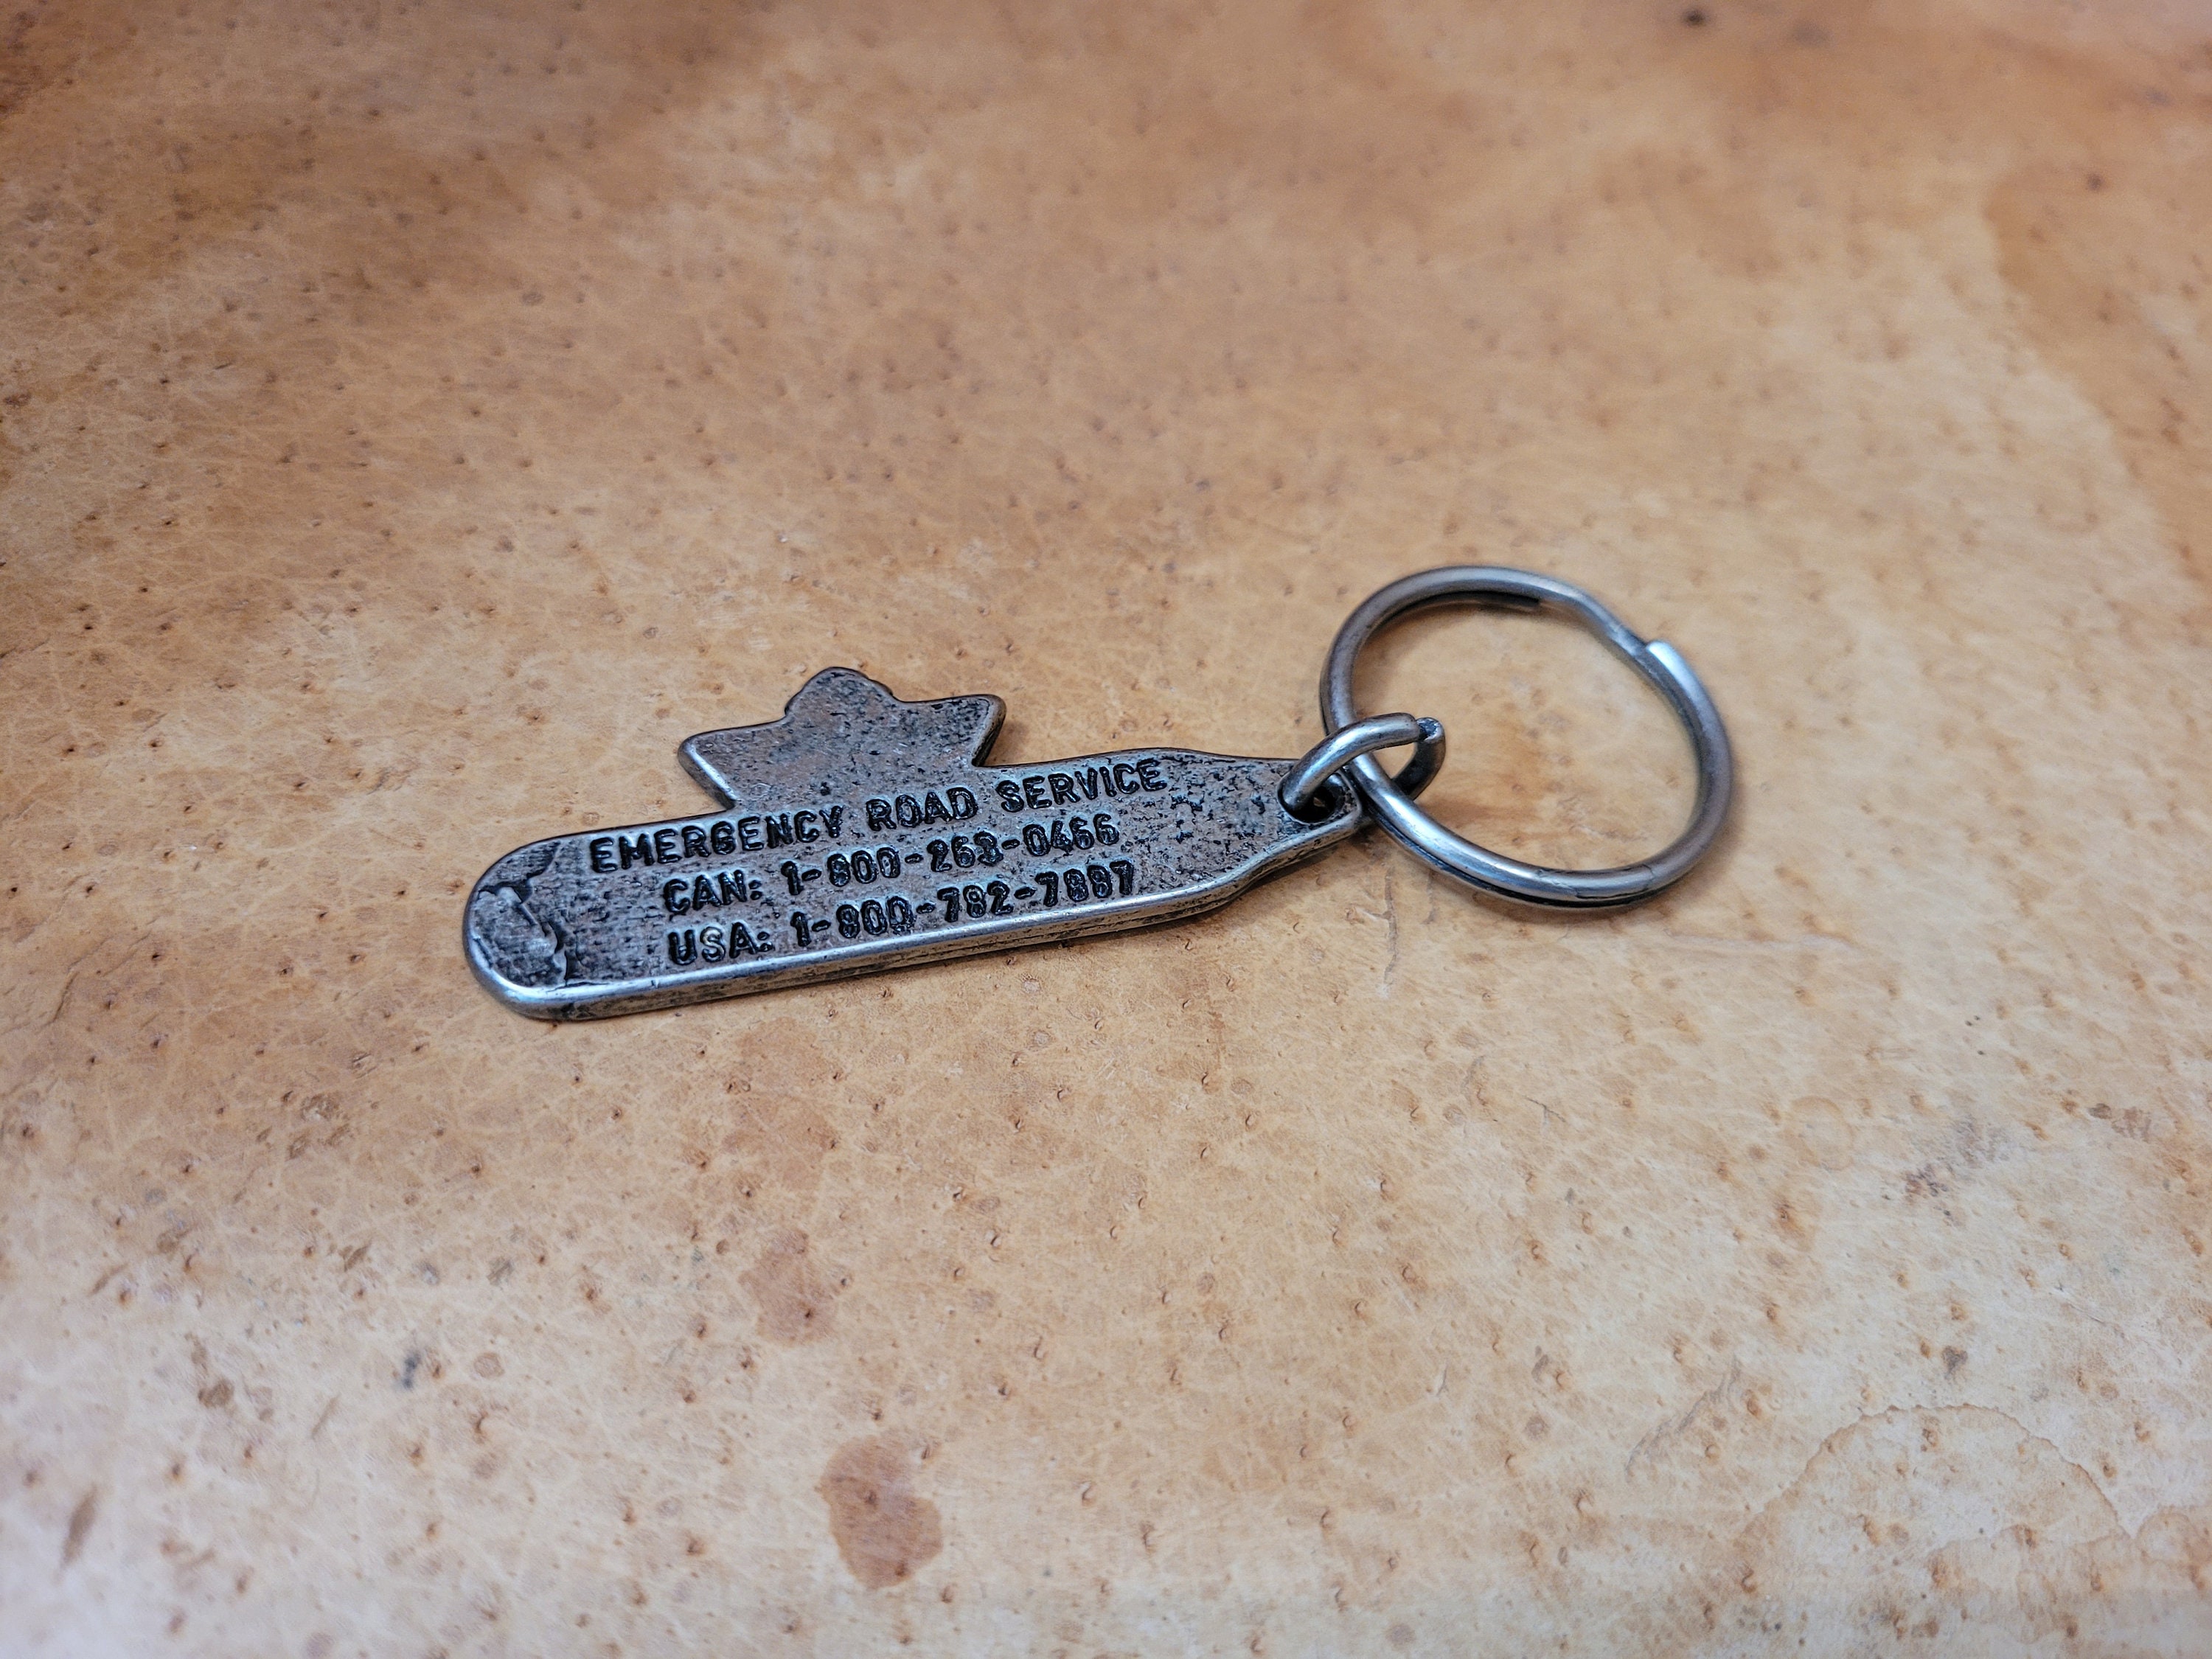 EMERGENCY ROAD SERVICE
CAN: 1-800-268-0466
USA: 1-800-782-7887